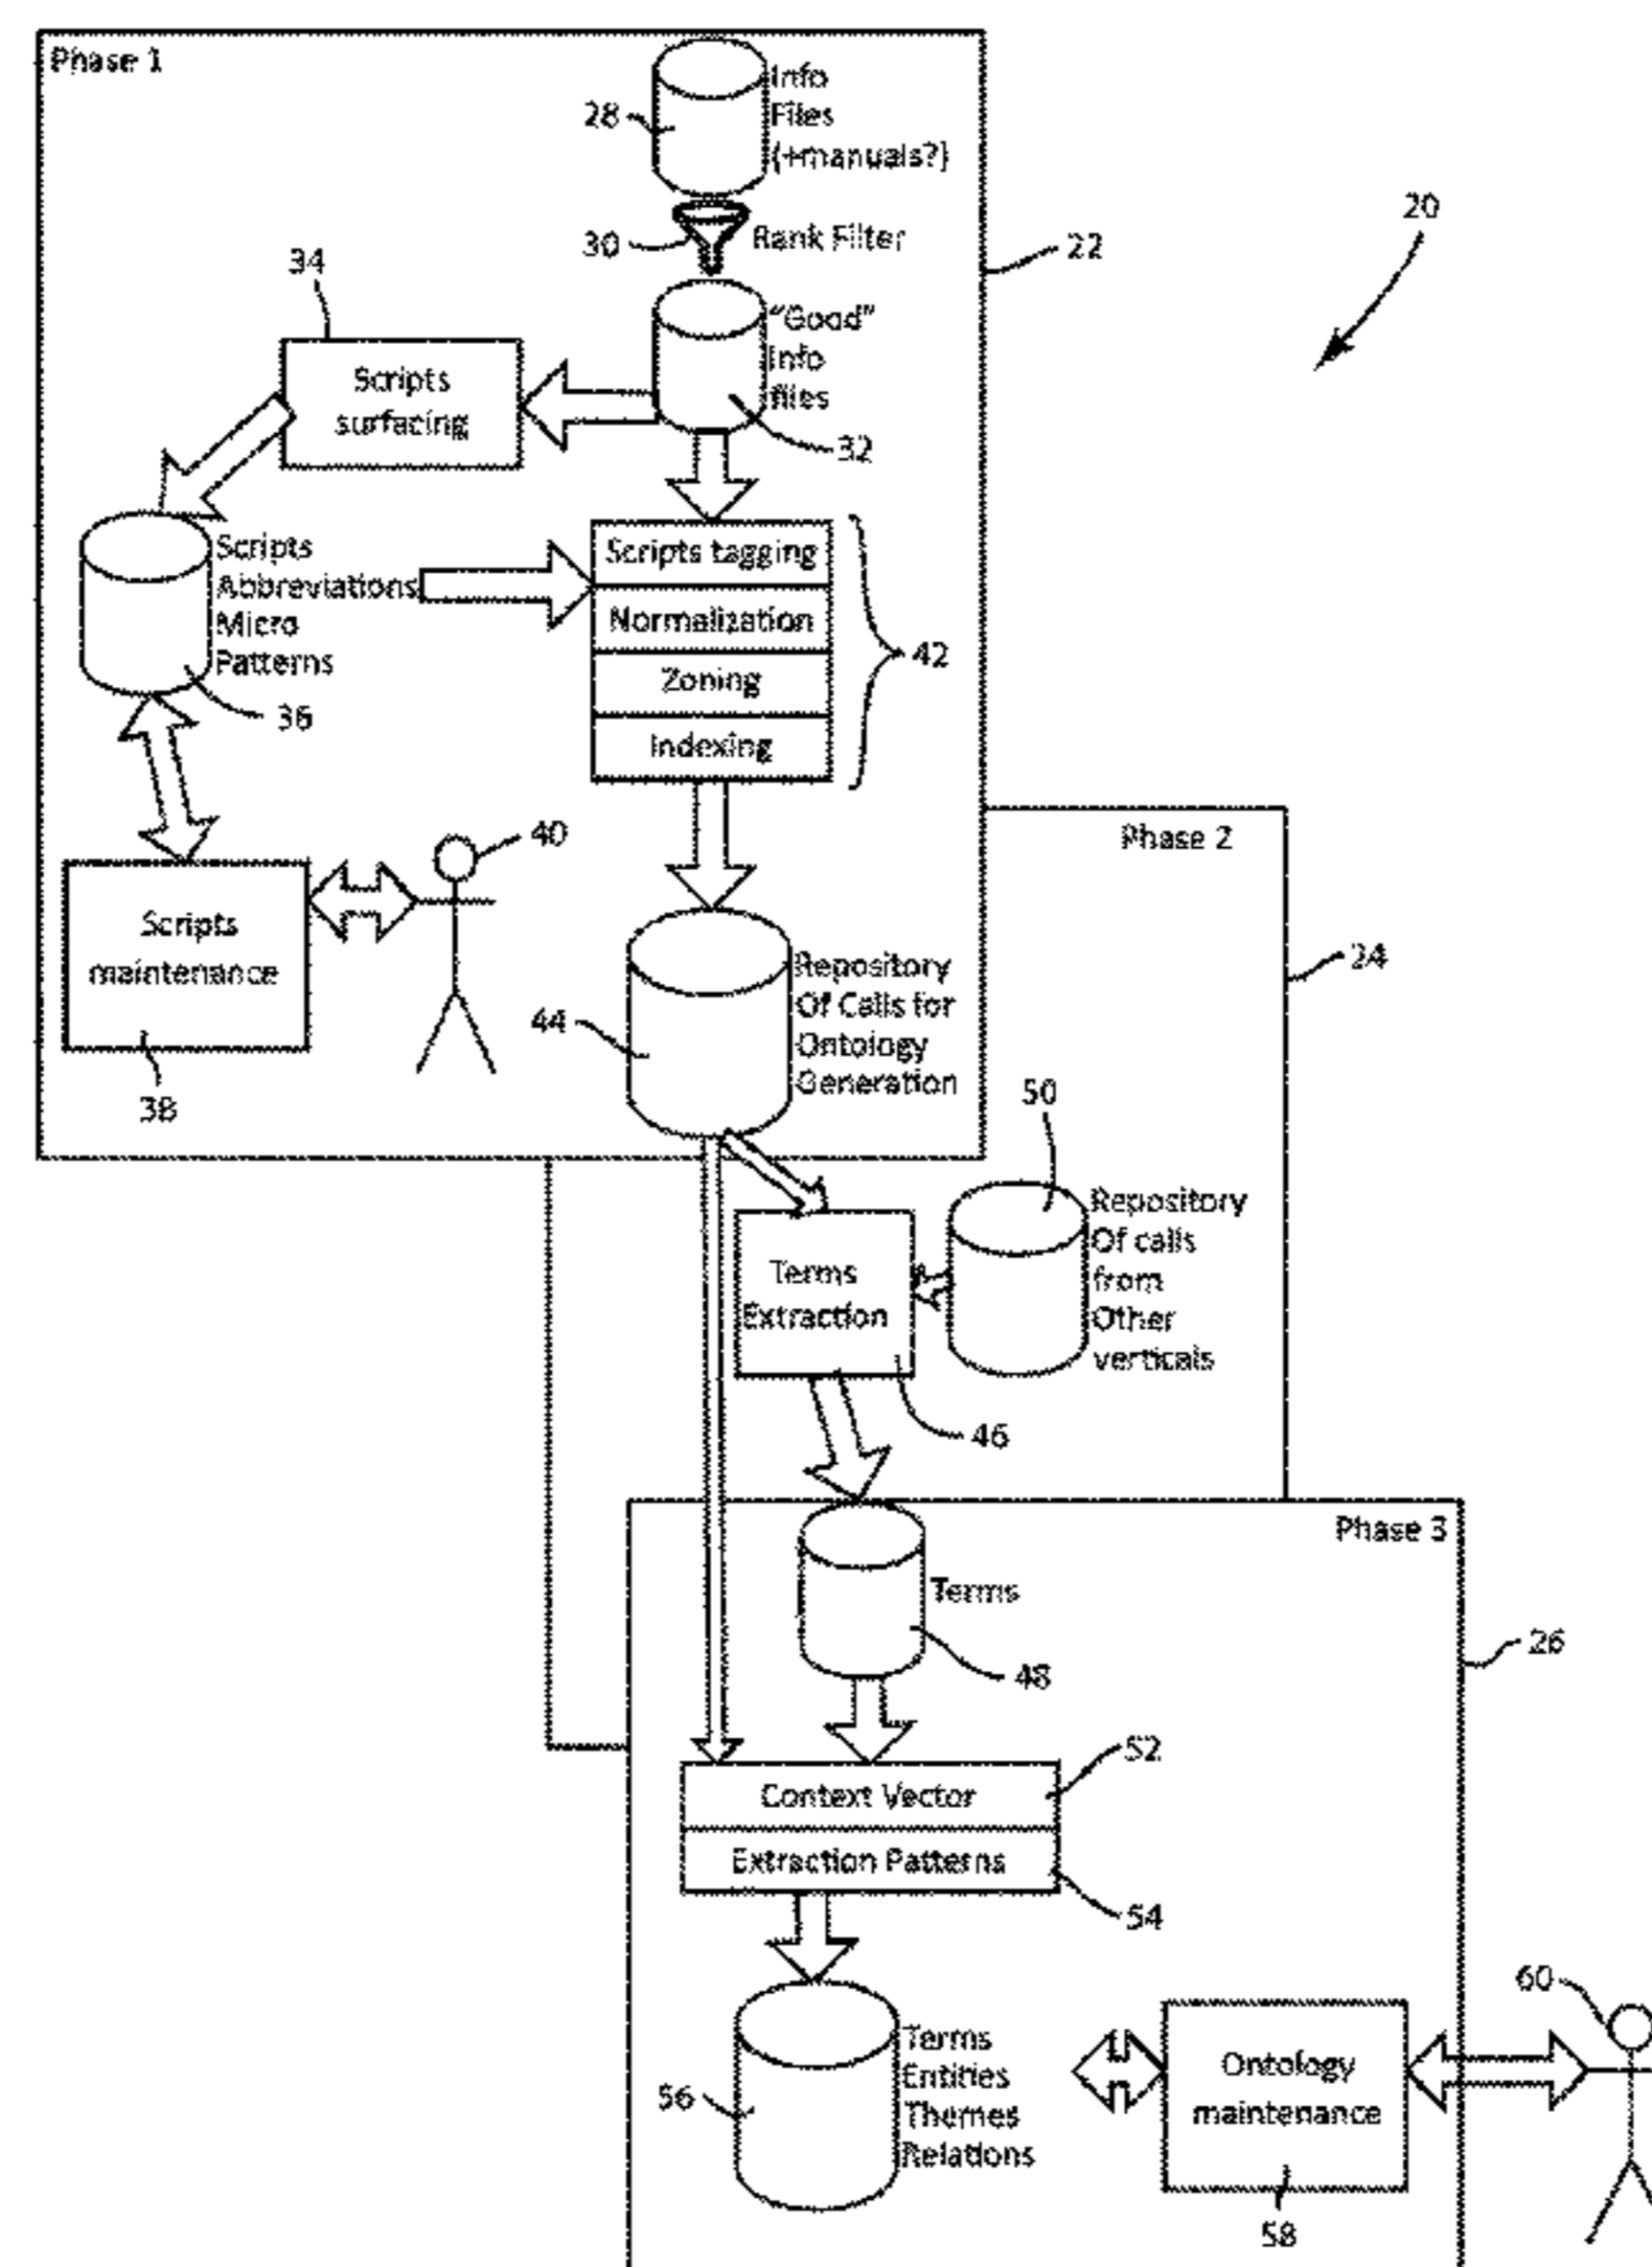 Phase 1
Info
Files
(+manuals?)
28
30
Rank Filter
20
22
34
"Good"
Info
files
32
Scripts
surfacing
Scripts
Abbreviations
Micro
Patterns
36
Scripts tagging
Normalization
Zoning
Indexing
42
Phase 2
40
Scripts
maintenance
38
24
44
Repository
Of Calls for
Ontology
Generation
50
Repository
Of calls
from
Other
verticals
Terms
Extraction
46
Phase 3
Terms
48
26
52
Context Vector
Extraction Patterns
54
60
56
Terms
Entities
Themes
Relations
Ontology
maintenance
58